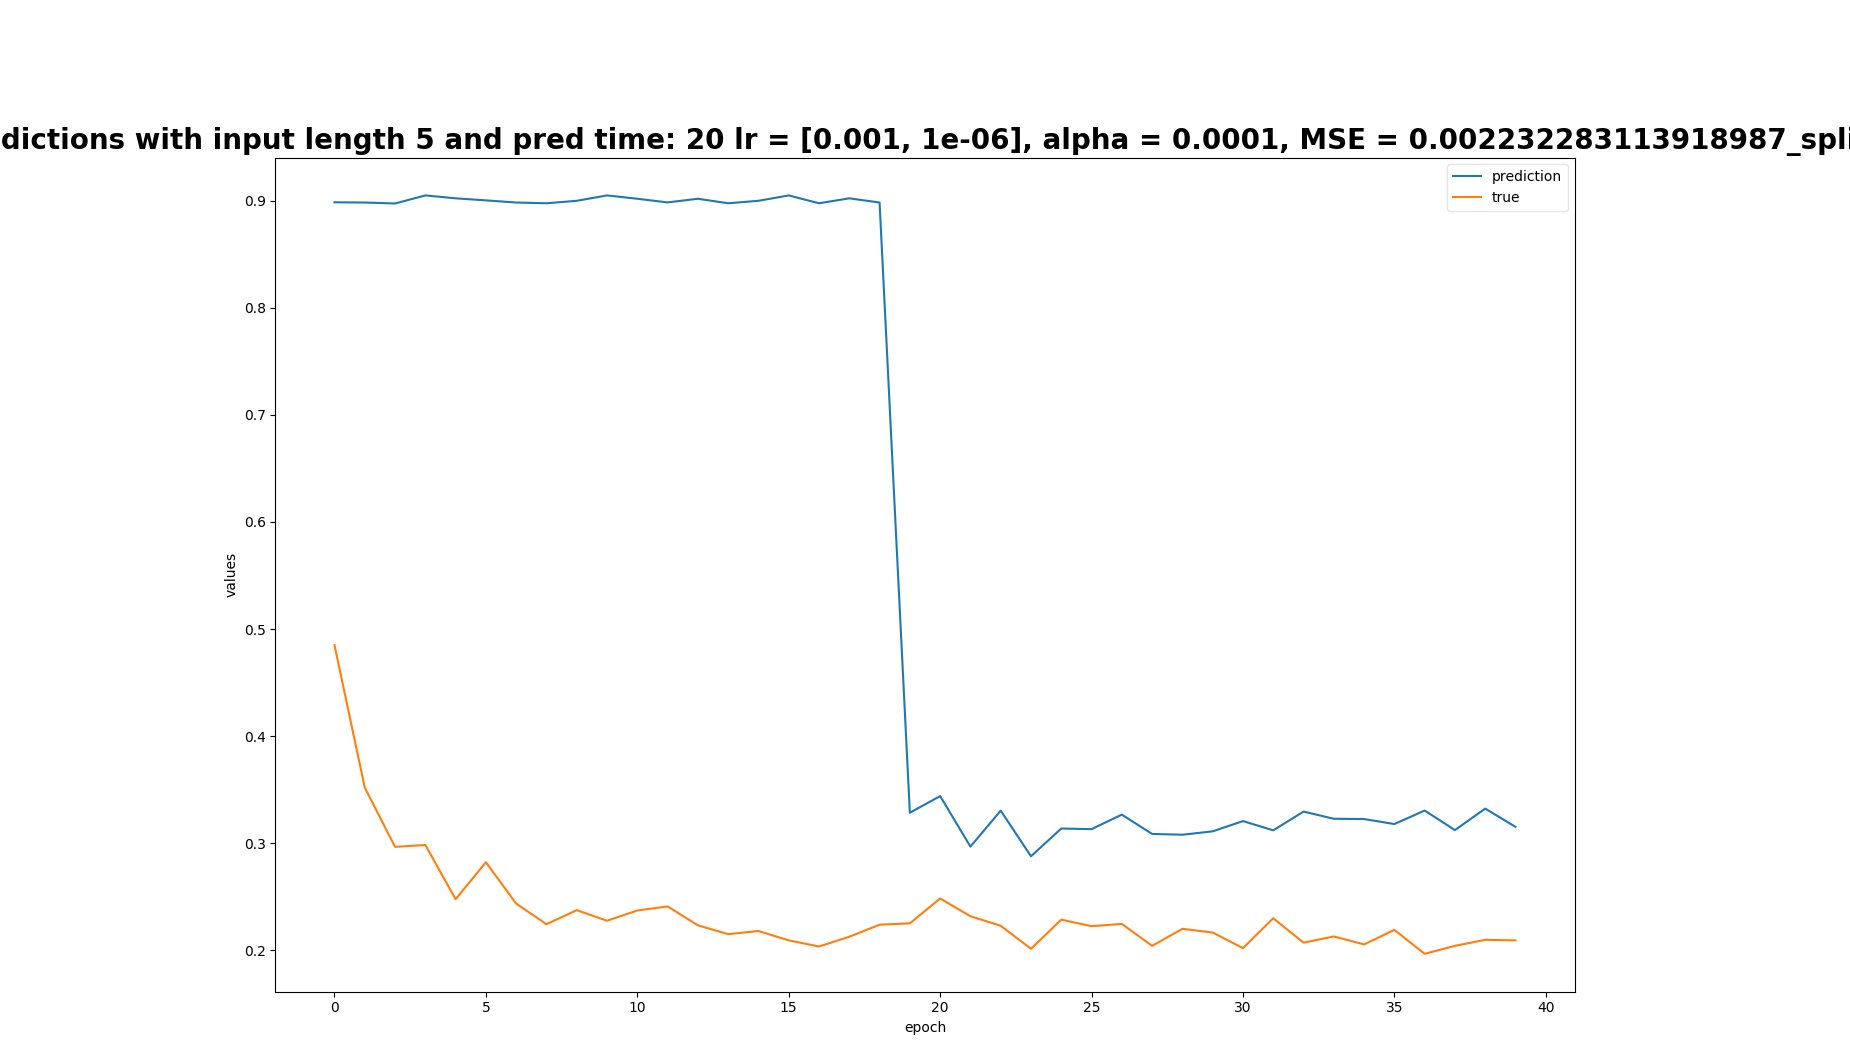 dictions with input length 5 and pred time: 20 lr = [0.001, 1e-06], alpha = 0.0001, MSE = 0.002232283113918987_spli
prediction
true
0.9
0.8
0.7
0.6
0.5
0.4
0.3
0.2
values
0 5 10 15 20 25 30 35 40
epoch